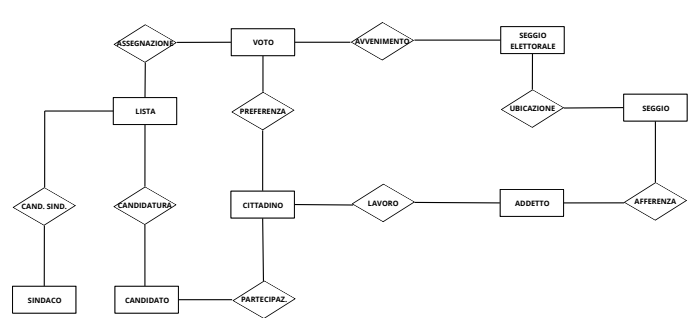 ASSEGNAZIONE
VOTO
AVVENIMENTO
SEGGIO
ELETTORALE
LISTA
PREFERENZA
UBICAZIONE
SEGGIO
CAND. SIND.
CANDIDATURA
CITTADINO
LAVORO
ADDETTO
AFFERENZA
SINDACO
CANDIDATO
PARTECIPAZ.